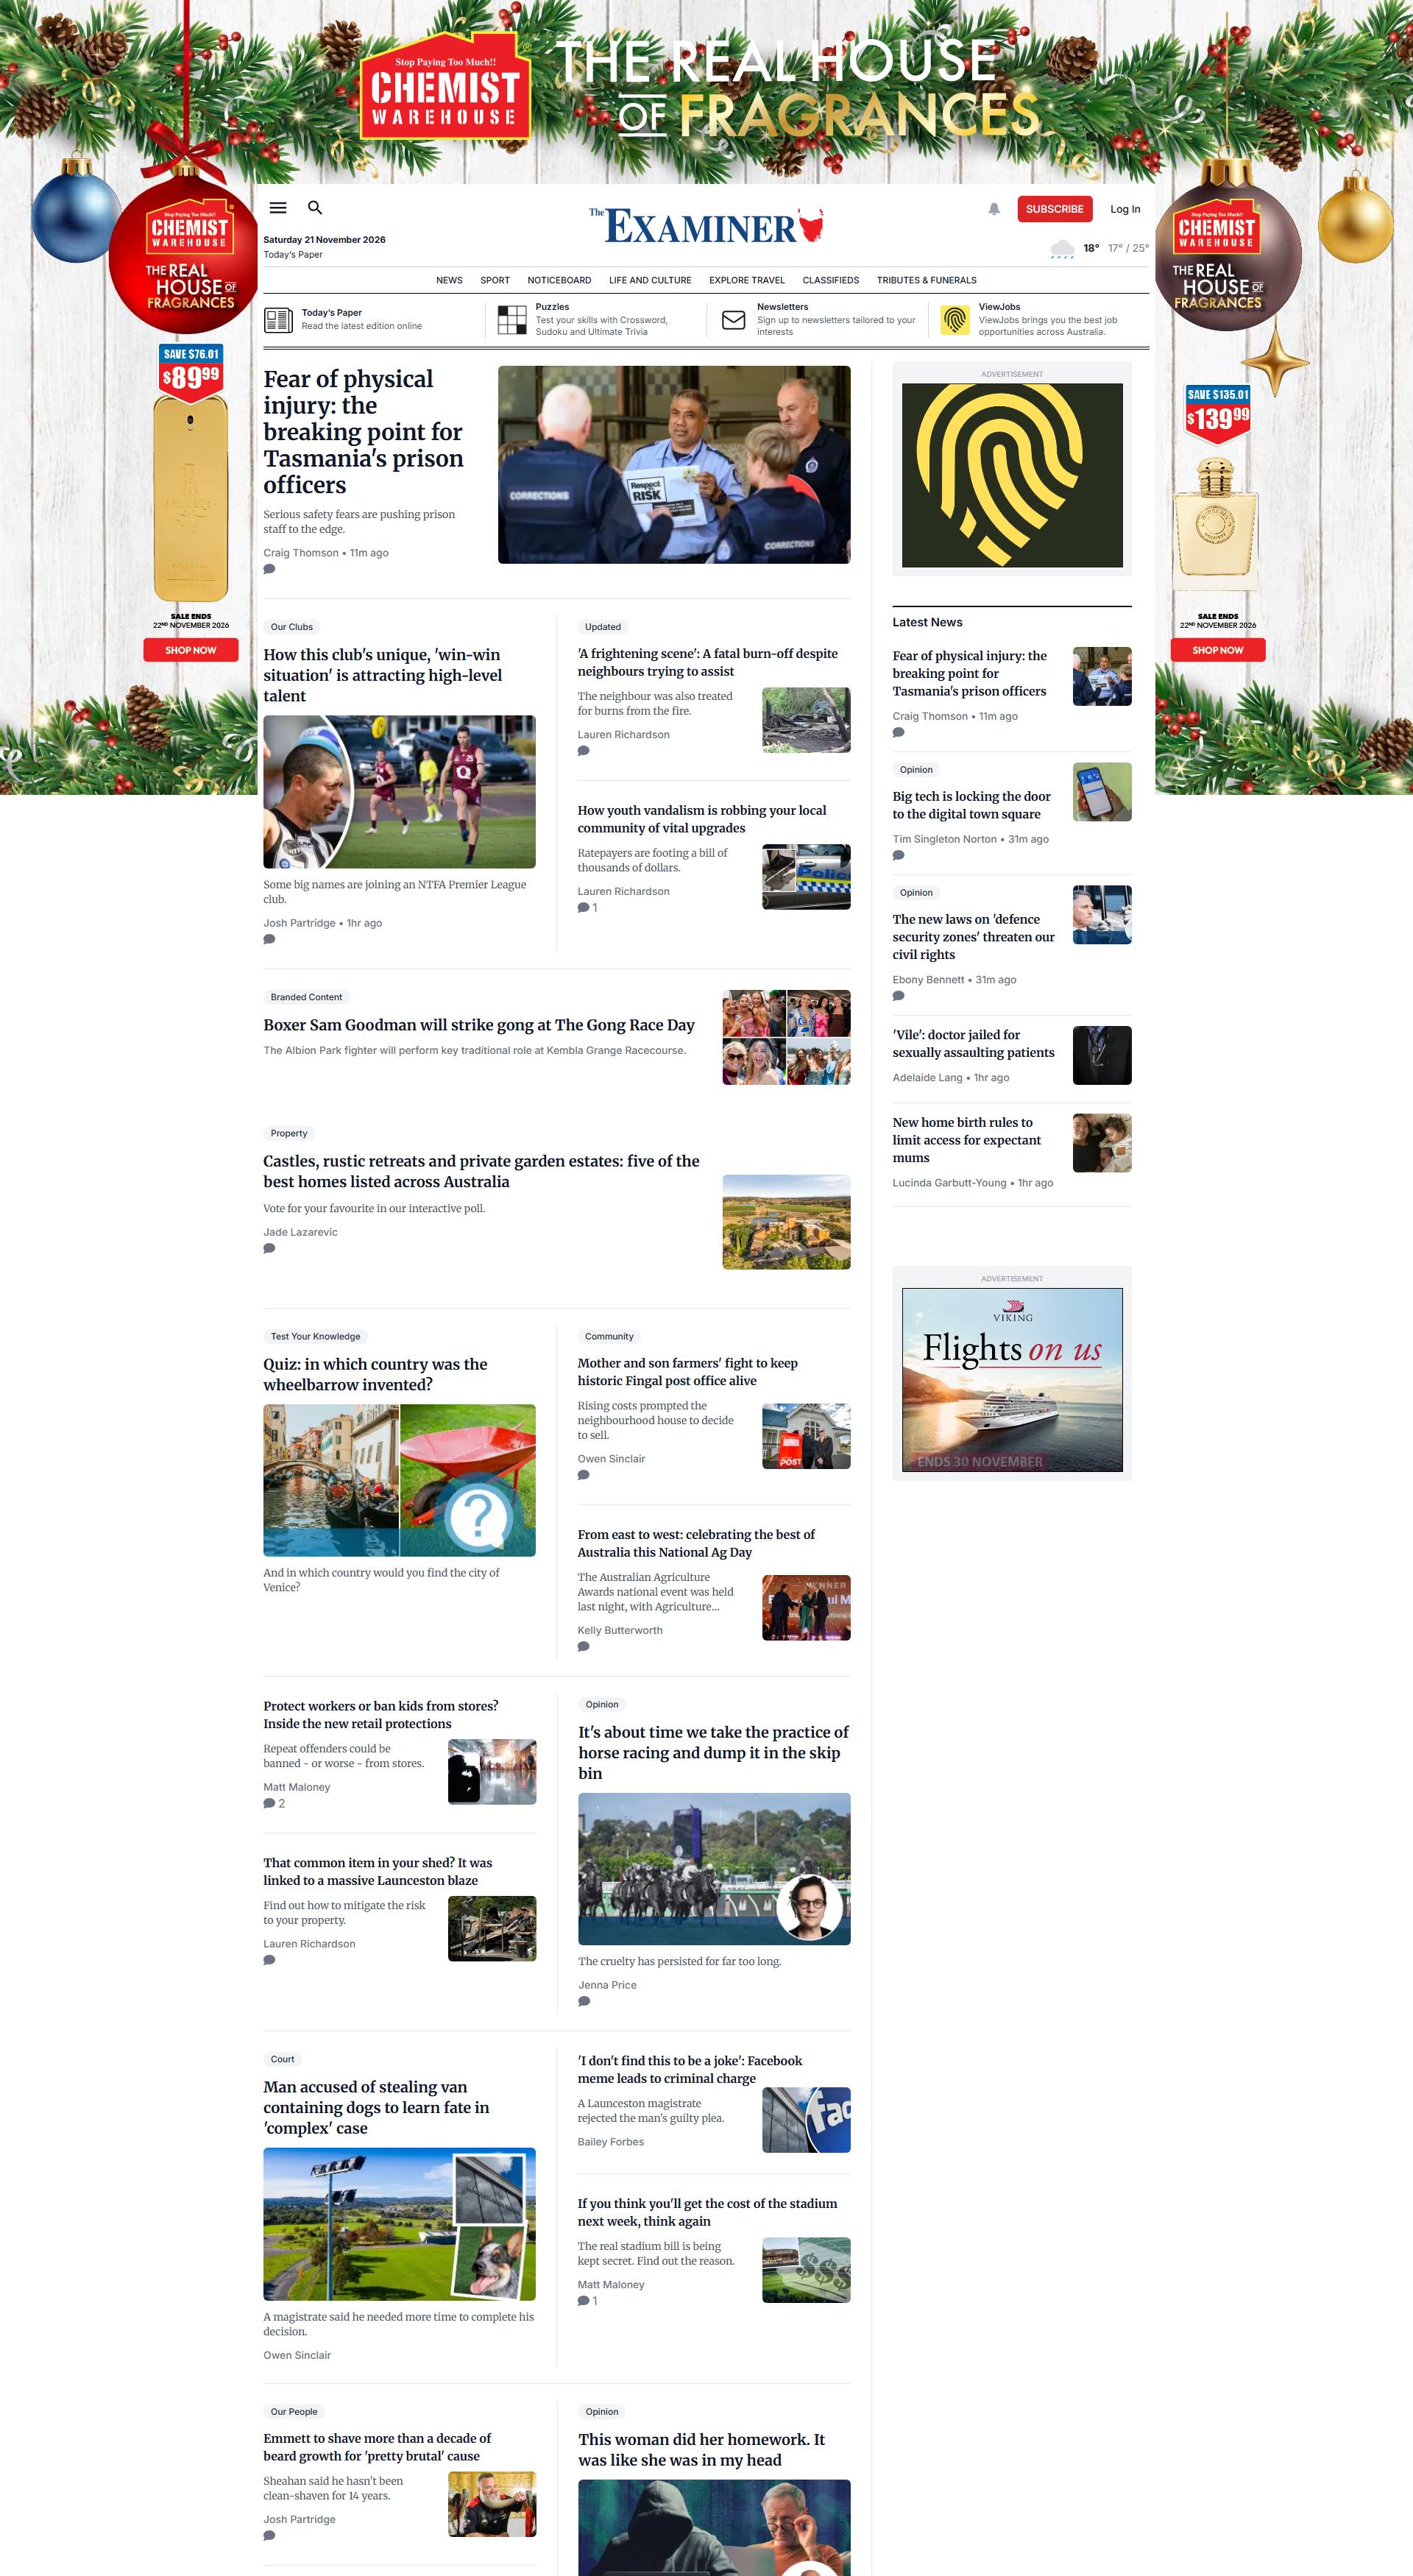 Stop Paying Too Much!!
CHEMIST
WAREHOUSE
THE REAL HOUSE
OF FRAGRANCES
Stop Paying Too Much!!
CHEMIST
WAREHOUSE
THE REAL
HOUSE OF
FRAGRANCES
SAVE $76.01
$89.99
SALE ENDS
22ND NOVEMBER 2026
SHOP NOW
Stop Paying Too Much!!
CHEMIST
WAREHOUSE
THE REAL
HOUSE OF
FRAGRANCES
SAVE $135.01
$139.99
SALE ENDS
22ND NOVEMBER 2026
SHOP NOW
The EXAMINER
SUBSCRIBE
Log In
Saturday 21 November 2026
Today's Paper
18° 17° / 25°
NEWS SPORT NOTICEBOARD LIFE AND CULTURE EXPLORE TRAVEL CLASSIFIEDS TRIBUTES & FUNERALS
Today's Paper
Read the latest edition online
Puzzles
Test your skills with Crossword,
Sudoku and Ultimate Trivia
Newsletters
Sign up to newsletters tailored to your
interests
ViewJobs
ViewJobs brings you the best job
opportunities across Australia.
Fear of physical
injury: the
breaking point for
Tasmania's prison
officers
Serious safety fears are pushing prison
staff to the edge.
Craig Thomson • 11m ago
CORRECTIONS
Respect
RISK
CORRECTIONS
Our Clubs
How this club's unique, 'win-win
situation' is attracting high-level
talent
Some big names are joining an NTFA Premier League
club.
Josh Partridge • 1hr ago
Updated
'A frightening scene': A fatal burn-off despite
neighbours trying to assist
The neighbour was also treated
for burns from the fire.
Lauren Richardson
How youth vandalism is robbing your local
community of vital upgrades
Ratepayers are footing a bill of
thousands of dollars.
Lauren Richardson
1
Polic
Branded Content
Boxer Sam Goodman will strike gong at The Gong Race Day
The Albion Park fighter will perform key traditional role at Kembla Grange Racecourse.
Property
Castles, rustic retreats and private garden estates: five of the
best homes listed across Australia
Vote for your favourite in our interactive poll.
Jade Lazarevic
Test Your Knowledge
Quiz: in which country was the
wheelbarrow invented?
?
And in which country would you find the city of
Venice?
Community
Mother and son farmers' fight to keep
historic Fingal post office alive
Rising costs prompted the
neighbourhood house to decide
to sell.
Owen Sinclair
POST
From east to west: celebrating the best of
Australia this National Ag Day
The Australian Agriculture
Awards national event was held
last night, with Agriculture...
Kelly Butterworth
Protect workers or ban kids from stores?
Inside the new retail protections
Repeat offenders could be
banned - or worse - from stores.
Matt Maloney
2
That common item in your shed? It was
linked to a massive Launceston blaze
Find out how to mitigate the risk
to your property.
Lauren Richardson
Opinion
It's about time we take the practice of
horse racing and dump it in the skip
bin
The cruelty has persisted for far too long.
Jenna Price
Court
Man accused of stealing van
containing dogs to learn fate in
'complex' case
A magistrate said he needed more time to complete his
decision.
Owen Sinclair
'I don't find this to be a joke': Facebook
meme leads to criminal charge
A Launceston magistrate
rejected the man's guilty plea.
Bailey Forbes
fac
If you think you'll get the cost of the stadium
next week, think again
The real stadium bill is being
kept secret. Find out the reason.
Matt Maloney
1
$$$
Our People
Emmett to shave more than a decade of
beard growth for 'pretty brutal' cause
Sheahan said he hasn't been
clean-shaven for 14 years.
Josh Partridge
Opinion
This woman did her homework. It
was like she was in my head
ADVERTISEMENT
Latest News
Fear of physical injury: the
breaking point for
Tasmania's prison officers
Craig Thomson • 11m ago
Opinion
Big tech is locking the door
to the digital town square
Tim Singleton Norton • 31m ago
Opinion
The new laws on 'defence
security zones' threaten our
civil rights
Ebony Bennett • 31m ago
'Vile': doctor jailed for
sexually assaulting patients
Adelaide Lang • 1hr ago
New home birth rules to
limit access for expectant
mums
Lucinda Garbutt-Young • 1hr ago
ADVERTISEMENT
VIKING
Flights on us
ENDS 30 NOVEMBER